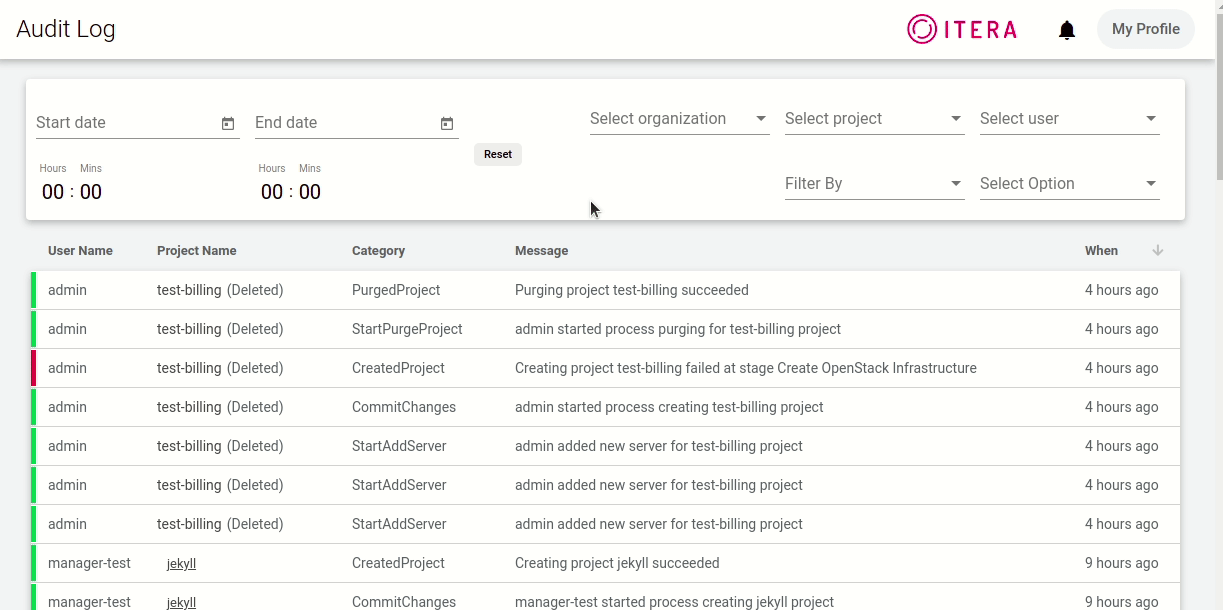 Audit Log ITERA My Profile
Start date End date Select organization Select project Select user
Reset
Hours Mins Hours Mins
00 : 00 00 : 00 Filter By Select Option
User Name Project Name Category Message When
admin test-billing (Deleted) PurgedProject Purging project test-billing succeeded 4 hours ago
admin test-billing (Deleted) StartPurgeProject admin started process purging for test-billing project 4 hours ago
admin test-billing (Deleted) CreatedProject Creating project test-billing failed at stage Create OpenStack Infrastructure 4 hours ago
admin test-billing (Deleted) CommitChanges admin started process creating test-billing project 4 hours ago
admin test-billing (Deleted) StartAddServer admin added new server for test-billing project 4 hours ago
admin test-billing (Deleted) StartAddServer admin added new server for test-billing project 4 hours ago
admin test-billing (Deleted) StartAddServer admin added new server for test-billing project 4 hours ago
manager-test jekyll CreatedProject Creating project jekyll succeeded 9 hours ago
manager-test jekyll CommitChanges manager-test started process creating jekyll project 9 hours ago